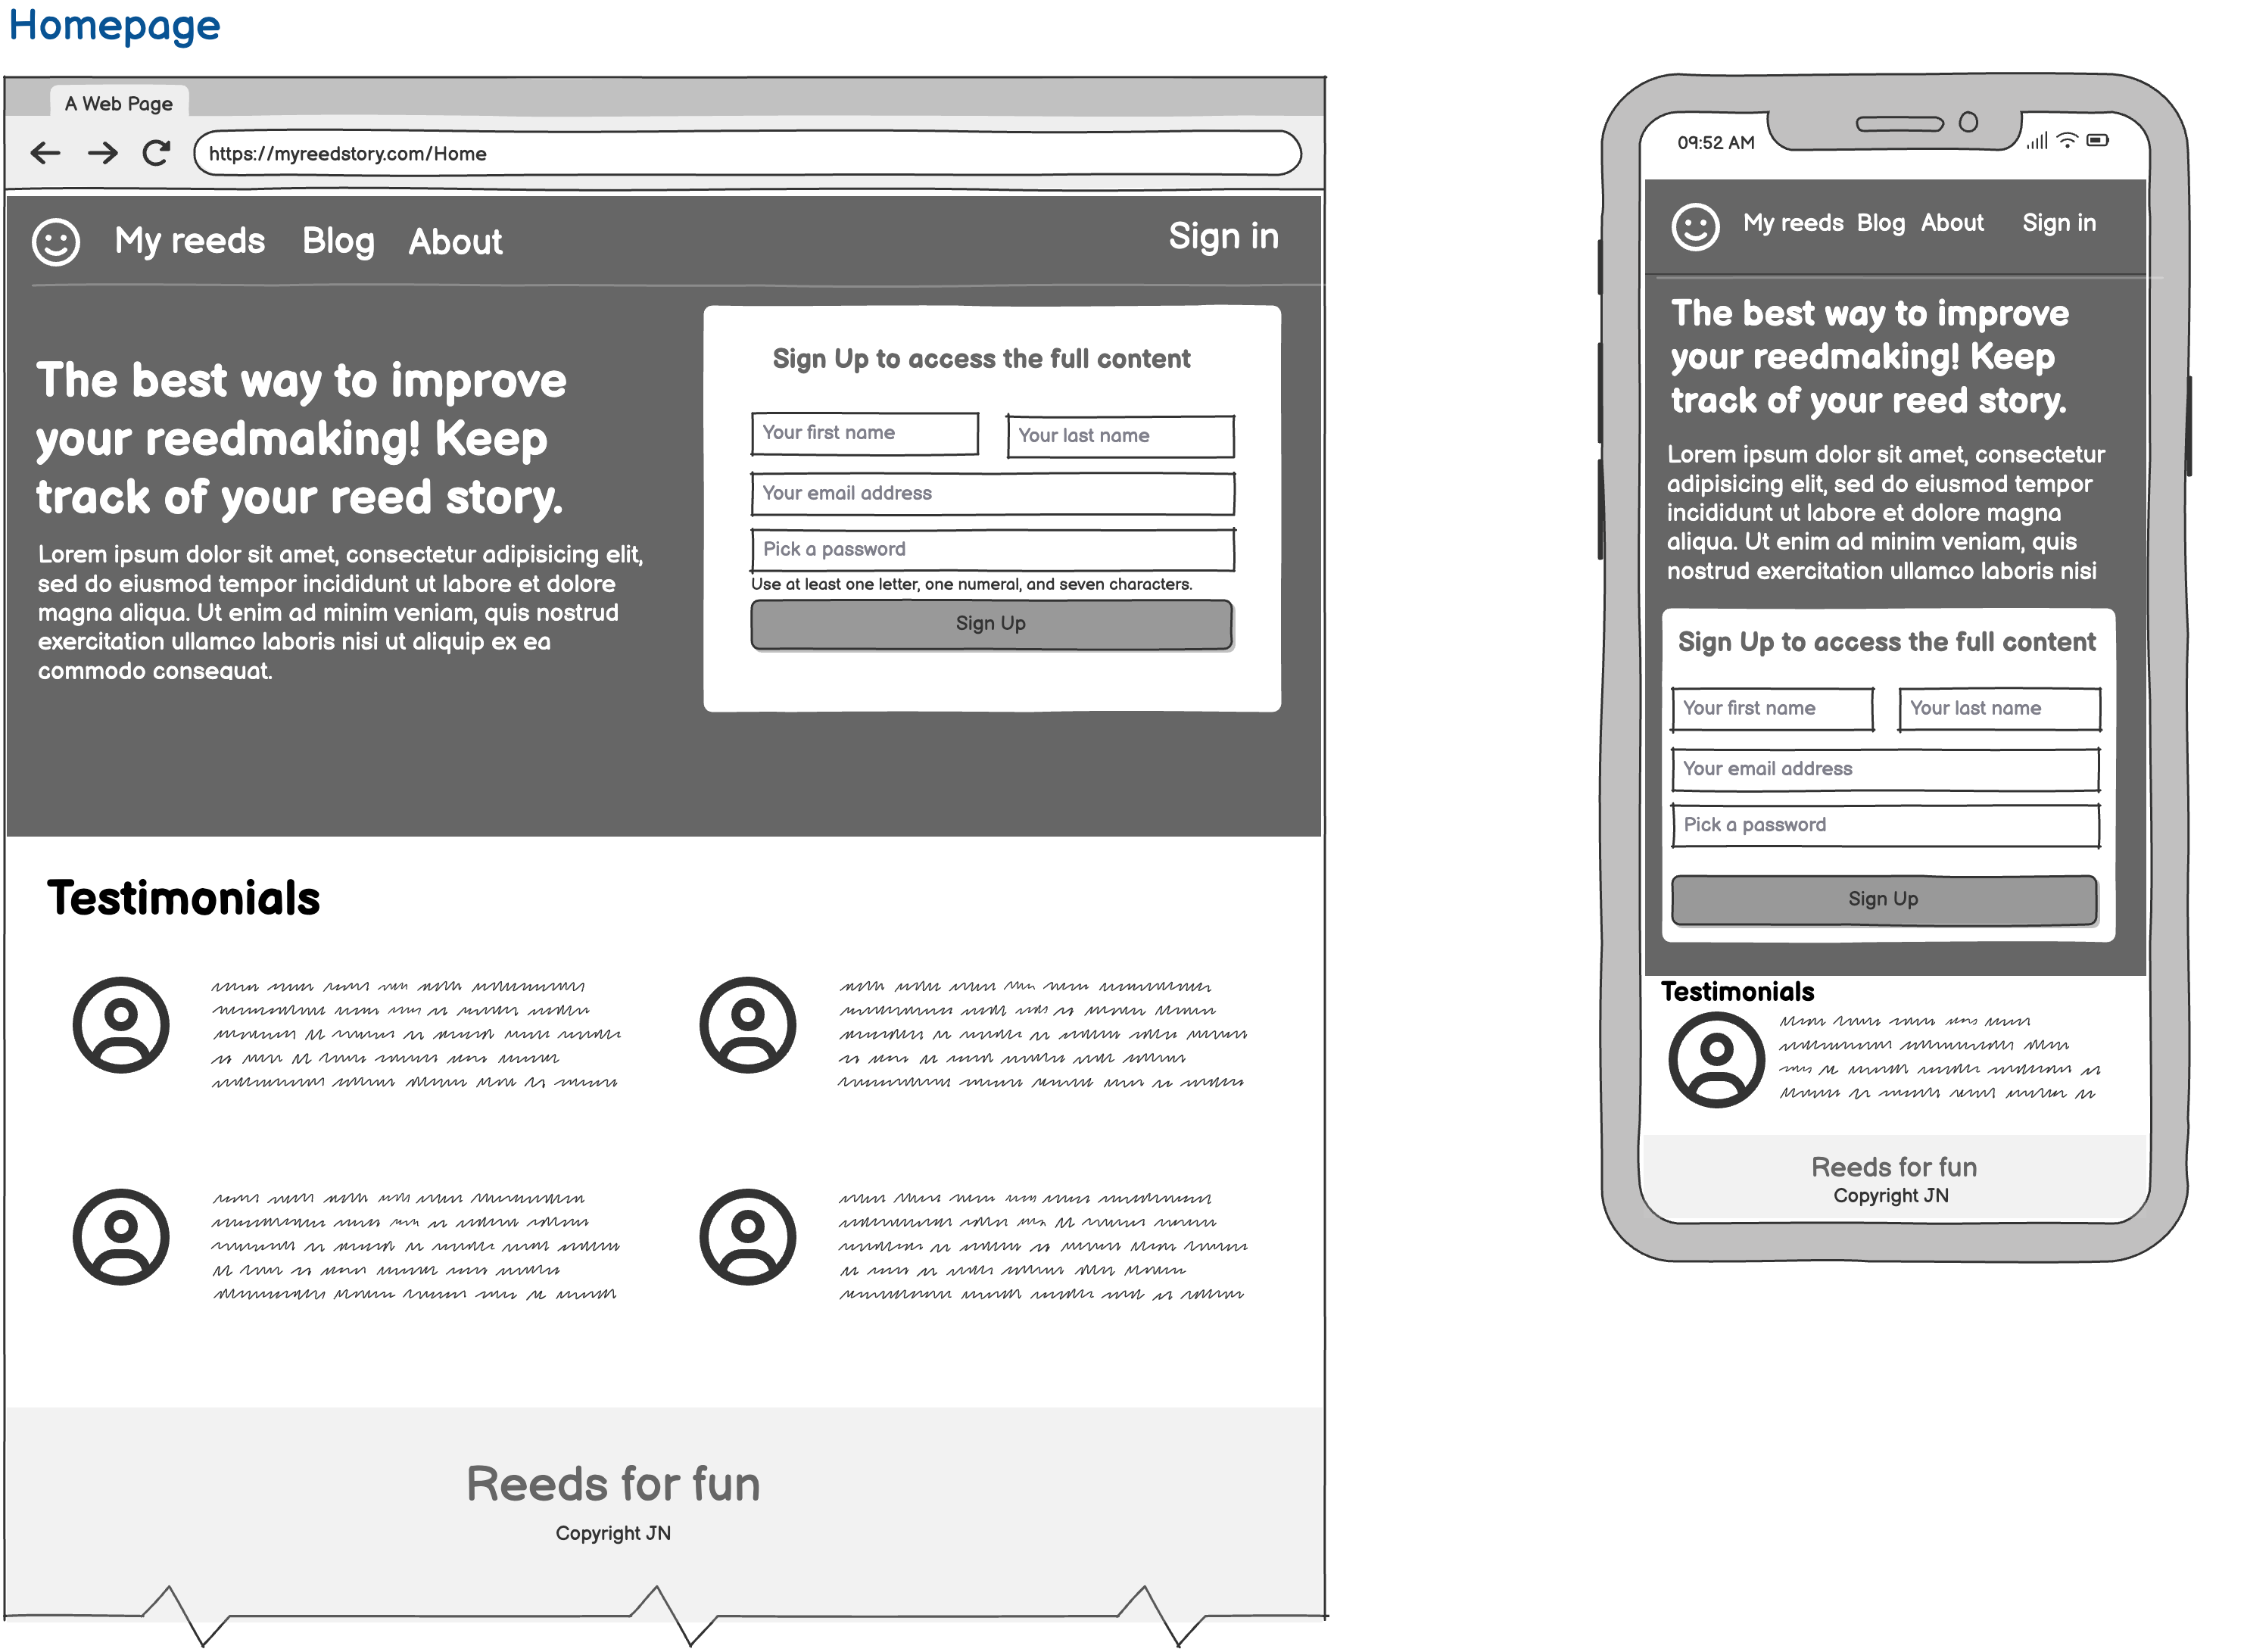 Homepage
A Web Page
https://myreedstory.com/Home
My reeds Blog About Sign in
The best way to improve
your reedmaking! Keep
track of your reed story.
Lorem ipsum dolor sit amet, consectetur adipisicing elit,
sed do eiusmod tempor incididunt ut labore et dolore
magna aliqua. Ut enim ad minim veniam, quis nostrud
exercitation ullamco laboris nisi ut aliquip ex ea
commodo consequat.
Sign Up to access the full content
Your first name Your last name
Your email address
Pick a password
Use at least one letter, one numeral, and seven characters.
Sign Up
Testimonials
Reeds for fun
Copyright JN
09:52 AM
My reeds Blog About Sign in
The best way to improve
your reedmaking! Keep
track of your reed story.
Lorem ipsum dolor sit amet, consectetur
adipisicing elit, sed do eiusmod tempor
incididunt ut labore et dolore magna
aliqua. Ut enim ad minim veniam, quis
nostrud exercitation ullamco laboris nisi
Sign Up to access the full content
Your first name Your last name
Your email address
Pick a password
Sign Up
Testimonials
Reeds for fun
Copyright JN